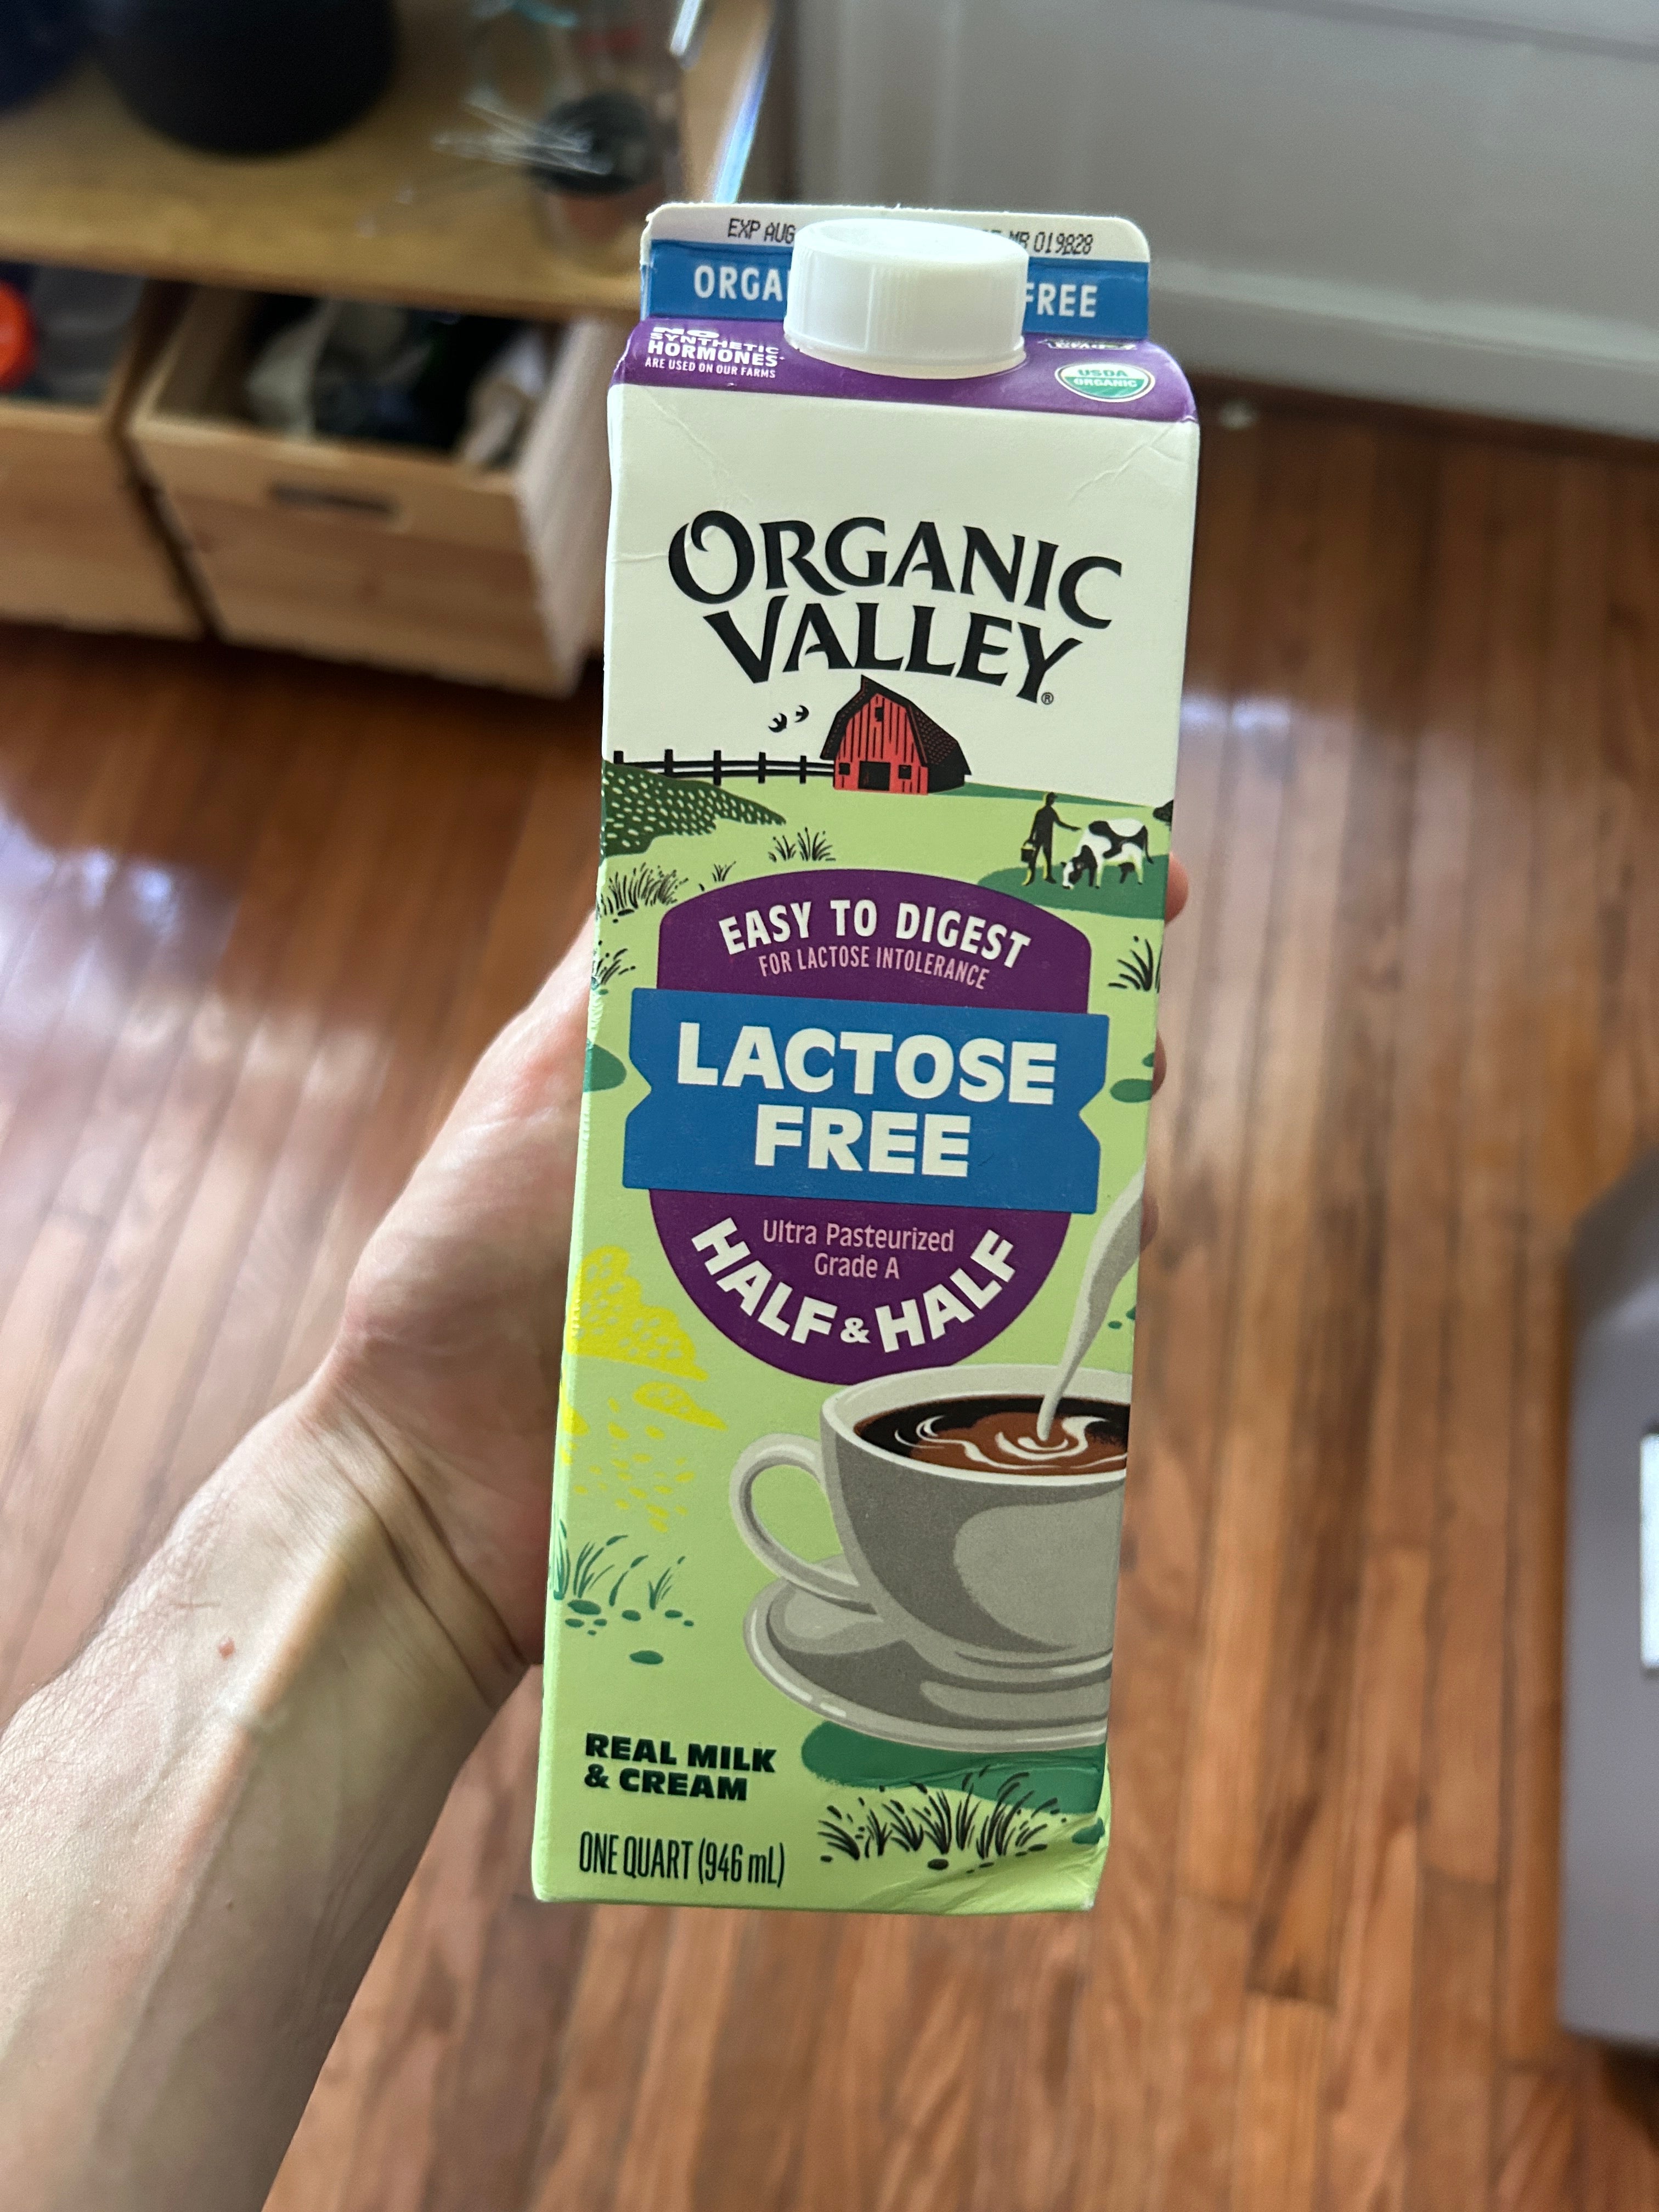 EXP AUG MR 019828
ORGA FREE
NO
SYNTHETIC
HORMONES
ARE USED ON OUR FARMS
USDA
ORGANIC
ORGANIC
VALLEY®
EASY TO DIGEST
FOR LACTOSE INTOLERANCE
LACTOSE
FREE
Ultra Pasteurized
Grade A
HALF & HALF
REAL MILK
& CREAM
ONE QUART (946 mL)